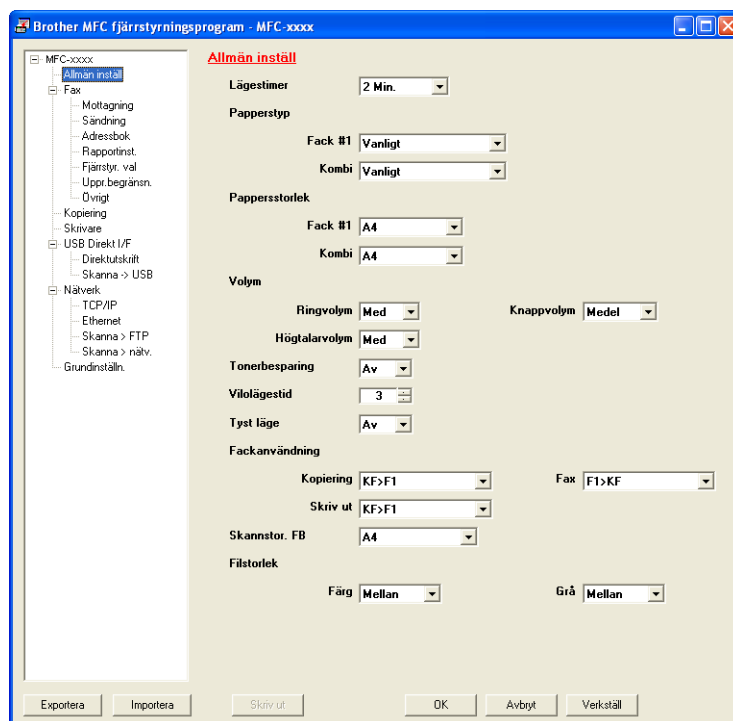 Brother MFC fjärrstyrningsprogram - MFC-xxxx
MFC-xxxx
Allmän inställ
Fax
Mottagning
Sändning
Adressbok
Rapportinst.
Fjärrstyr. val
Uppr.begränsn.
Övrigt
Kopiering
Skrivare
USB Direkt I/F
Direktutskrift
Skanna -> USB
Nätverk
TCP/IP
Ethernet
Skanna > FTP
Skanna > nätv.
Grundinställn.
Allmän inställ
Lägestimer 2 Min.
Papperstyp
Fack #1 Vanligt
Kombi Vanligt
Pappersstorlek
Fack #1 A4
Kombi A4
Volym
Ringvolym Med Knappvolym Medel
Högtalarvolym Med
Tonerbesparing Av
Vilolägestid 3
Tyst läge Av
Fackanvändning
Kopiering KF>F1 Fax F1>KF
Skriv ut KF>F1
Skannstor. FB A4
Filstorlek
Färg Mellan Grå Mellan
Exportera Importera Skriv ut OK Avbryt Verkställ